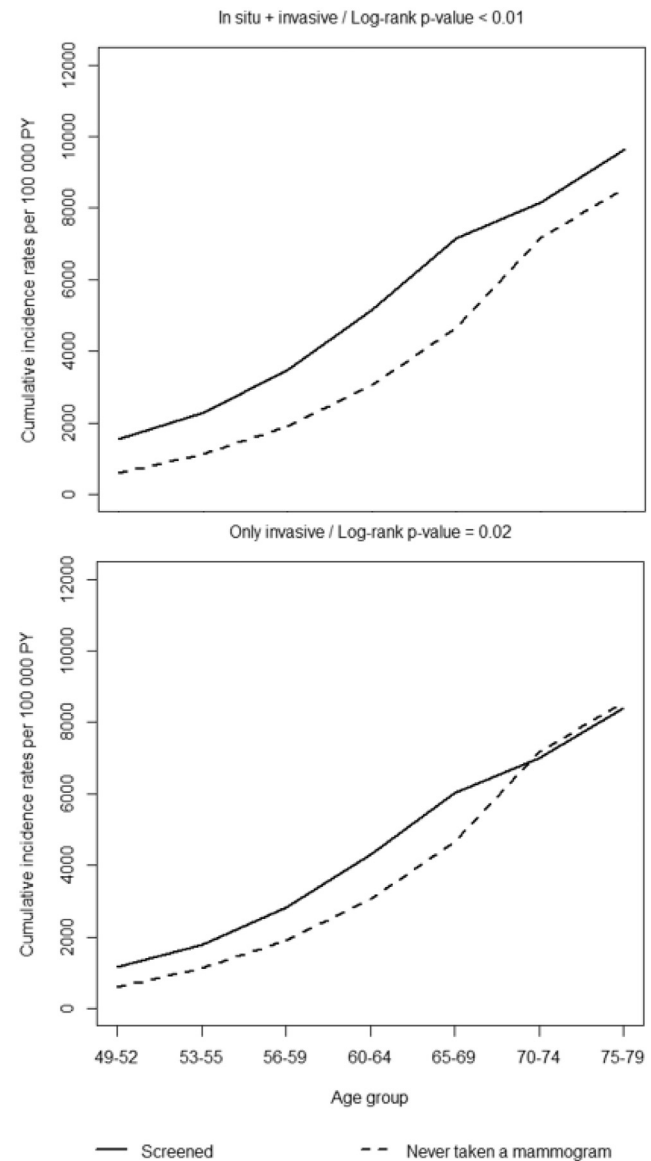 In situ + invasive / Log-rank p-value < 0.01
Cumulative incidence rates per 100 000 PY
12000
10000
8000
6000
4000
2000
0
Only invasive / Log-rank p-value = 0.02
Cumulative incidence rates per 100 000 PY
12000
10000
8000
6000
4000
2000
0
49-52 53-55 56-59 60-64 65-69 70-74 75-79
Age group
Screened Never taken a mammogram